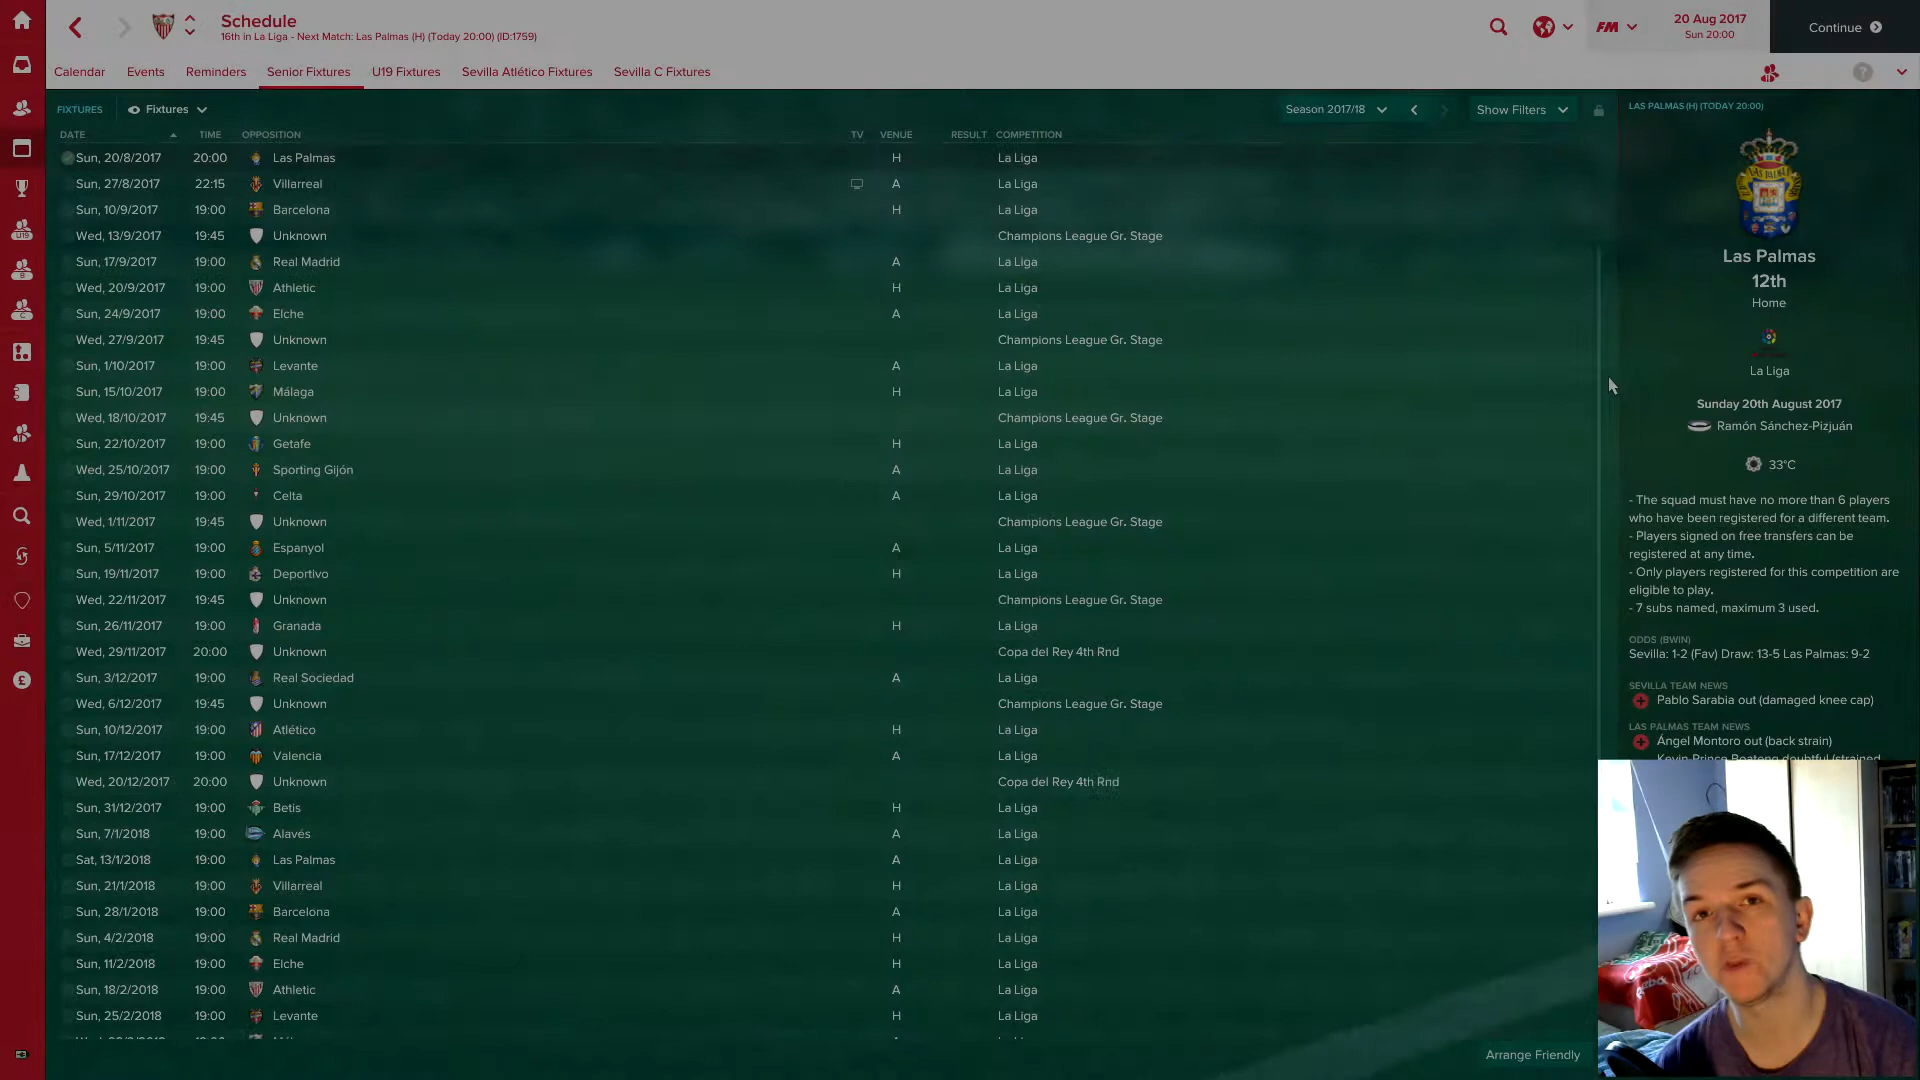 Schedule
16th in La Liga - Next Match: Las Palmas (H) (Today 20:00) (ID:1759)
FM
20 Aug 2017
Sun 20:00
Continue
Calendar Events Reminders Senior Fixtures U19 Fixtures Sevilla Atlético Fixtures Sevilla C Fixtures
?
FIXTURES Fixtures Season 2017/18 Show Filters
DATE TIME OPPOSITION TV VENUE RESULT COMPETITION
Sun, 20/8/2017 20:00 Las Palmas H La Liga
Sun, 27/8/2017 22:15 Villarreal A La Liga
Sun, 10/9/2017 19:00 Barcelona H La Liga
Wed, 13/9/2017 19:45 Unknown Champions League Gr. Stage
Sun, 17/9/2017 19:00 Real Madrid A La Liga
Wed, 20/9/2017 19:00 Athletic H La Liga
Sun, 24/9/2017 19:00 Elche A La Liga
Wed, 27/9/2017 19:45 Unknown Champions League Gr. Stage
Sun, 1/10/2017 19:00 Levante A La Liga
Sun, 15/10/2017 19:00 Málaga H La Liga
Wed, 18/10/2017 19:45 Unknown Champions League Gr. Stage
Sun, 22/10/2017 19:00 Getafe H La Liga
Wed, 25/10/2017 19:00 Sporting Gijón A La Liga
Sun, 29/10/2017 19:00 Celta A La Liga
Wed, 1/11/2017 19:45 Unknown Champions League Gr. Stage
Sun, 5/11/2017 19:00 Espanyol A La Liga
Sun, 19/11/2017 19:00 Deportivo H La Liga
Wed, 22/11/2017 19:45 Unknown Champions League Gr. Stage
Sun, 26/11/2017 19:00 Granada H La Liga
Wed, 29/11/2017 20:00 Unknown Copa del Rey 4th Rnd
Sun, 3/12/2017 19:00 Real Sociedad A La Liga
Wed, 6/12/2017 19:45 Unknown Champions League Gr. Stage
Sun, 10/12/2017 19:00 Atlético H La Liga
Sun, 17/12/2017 19:00 Valencia A La Liga
Wed, 20/12/2017 20:00 Unknown Copa del Rey 4th Rnd
Sun, 31/12/2017 19:00 Betis H La Liga
Sun, 7/1/2018 19:00 Alavés A La Liga
Sat, 13/1/2018 19:00 Las Palmas A La Liga
Sun, 21/1/2018 19:00 Villarreal H La Liga
Sun, 28/1/2018 19:00 Barcelona A La Liga
Sun, 4/2/2018 19:00 Real Madrid H La Liga
Sun, 11/2/2018 19:00 Elche H La Liga
Sun, 18/2/2018 19:00 Athletic A La Liga
Sun, 25/2/2018 19:00 Levante H La Liga
Arrange Friendly
LAS PALMAS (H) (TODAY 20:00)
Las Palmas
12th
Home
La Liga
Sunday 20th August 2017
Ramón Sánchez-Pizjuán
33°C
- The squad must have no more than 6 players
who have been registered for a different team.
- Players signed on free transfers can be
registered at any time.
- Only players registered for this competition are
eligible to play.
- 7 subs named, maximum 3 used.
ODDS (BWIN)
Sevilla: 1-2 (Fav) Draw: 13-5 Las Palmas: 9-2
SEVILLA TEAM NEWS
Pablo Sarabia out (damaged knee cap)
LAS PALMAS TEAM NEWS
Ángel Montoro out (back strain)
Kevin-Prince Boateng doubtful (strained